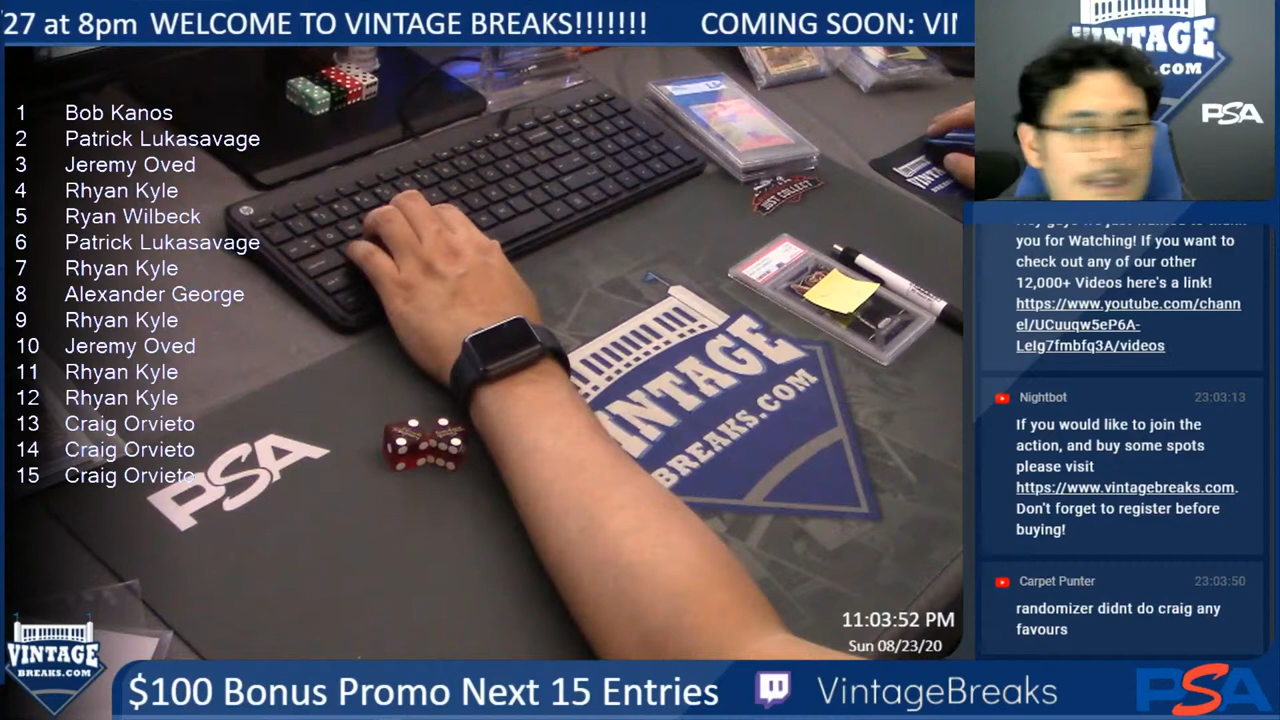 27 at 8pm WELCOME TO VINTAGE BREAKS!!!!!!! COMING SOON: VIN
1 Bob Kanos
2 Patrick Lukasavage
3 Jeremy Oved
4 Rhyan Kyle
5 Ryan Wilbeck
6 Patrick Lukasavage
7 Rhyan Kyle
8 Alexander George
9 Rhyan Kyle
10 Jeremy Oved
11 Rhyan Kyle
12 Rhyan Kyle
13 Craig Orvieto
14 Craig Orvieto
15 Craig Orvieto
PSA
hp
JUST COLLECT
VINTAGE
BREAKS.COM
VINTAGE
.COM
PSA
you for Watching! If you want to
check out any of our other
12,000+ Videos here's a link!
https://www.youtube.com/chann
el/UCuuqw5eP6A-
LeIg7fmbfq3A/videos
Nightbot 23:03:13
If you would like to join the
action, and buy some spots
please visit
https://www.vintagebreaks.com.
Don't forget to register before
buying!
Carpet Punter 23:03:50
randomizer didnt do craig any
favours
11:03:52 PM
Sun 08/23/20
VINTAGE
BREAKS.COM
$100 Bonus Promo Next 15 Entries
VintageBreaks
PSA